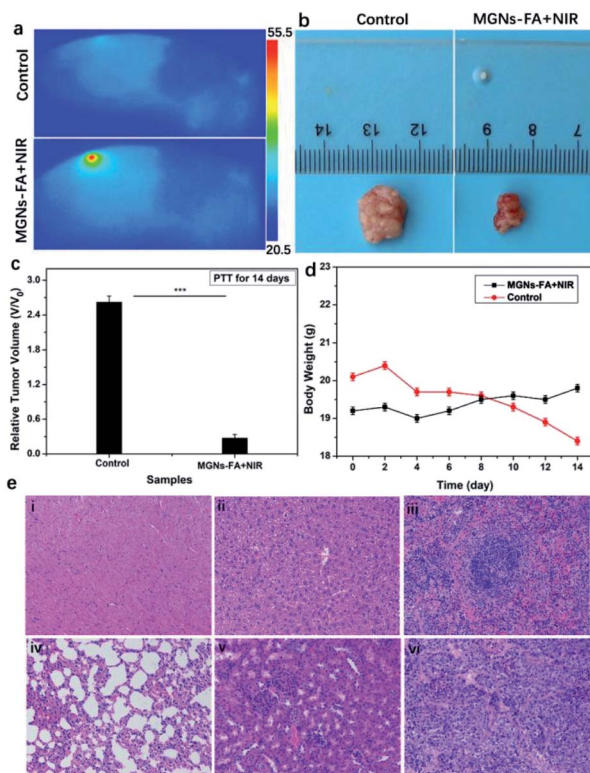 a
Control
MGNs-FA+NIR
55.5
20.5
b
Control
MGNs-FA+NIR
14 13 12
9 8 7
c
PTT for 14 days
***
Relative Tumor Volume (V/V0)
3.0
2.4
1.8
1.2
0.6
0.0
Control
MGNs-FA+NIR
Samples
d
MGNs-FA+NIR
Control
Body Weight (g)
23
22
21
20
19
18
0 2 4 6 8 10 12 14
Time (day)
e
i
ii
iii
iv
v
vi